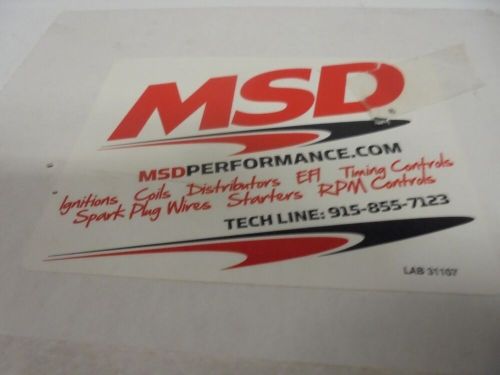 MSD
MSDPERFORMANCE.COM
Ignitions Coils Distributors EFI Timing Controls
Spark Plug Wires Starters RPM Controls
TECH LINE: 915-855-7123
LAB 31107